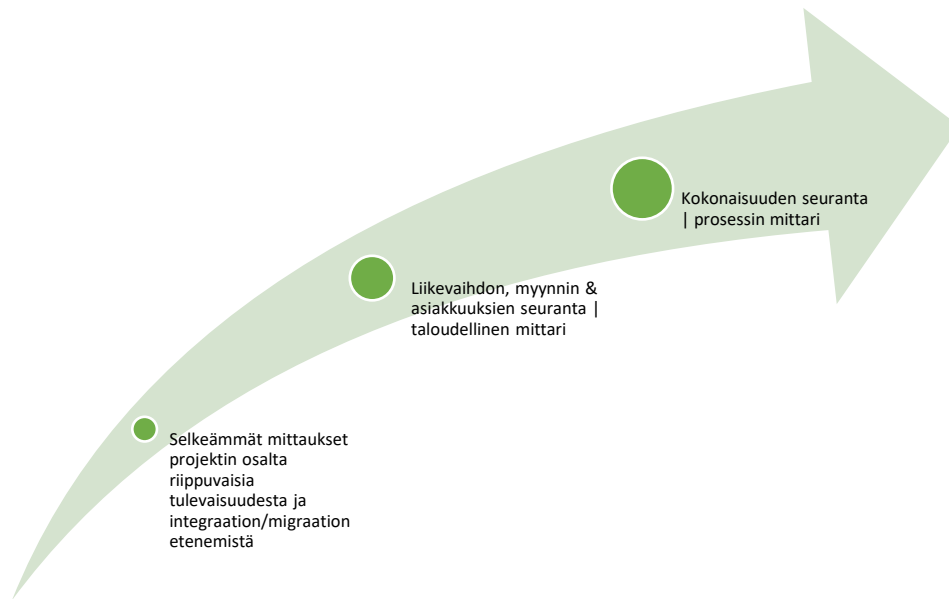 Kokonaisuuden seuranta
| prosessin mittari
Liikevaihdon, myynnin &
asiakkuuksien seuranta |
taloudellinen mittari
Selkeämmät mittaukset
projektin osalta
riippuvaisia
tulevaisuudesta ja
integraation/migraation
etenemistä